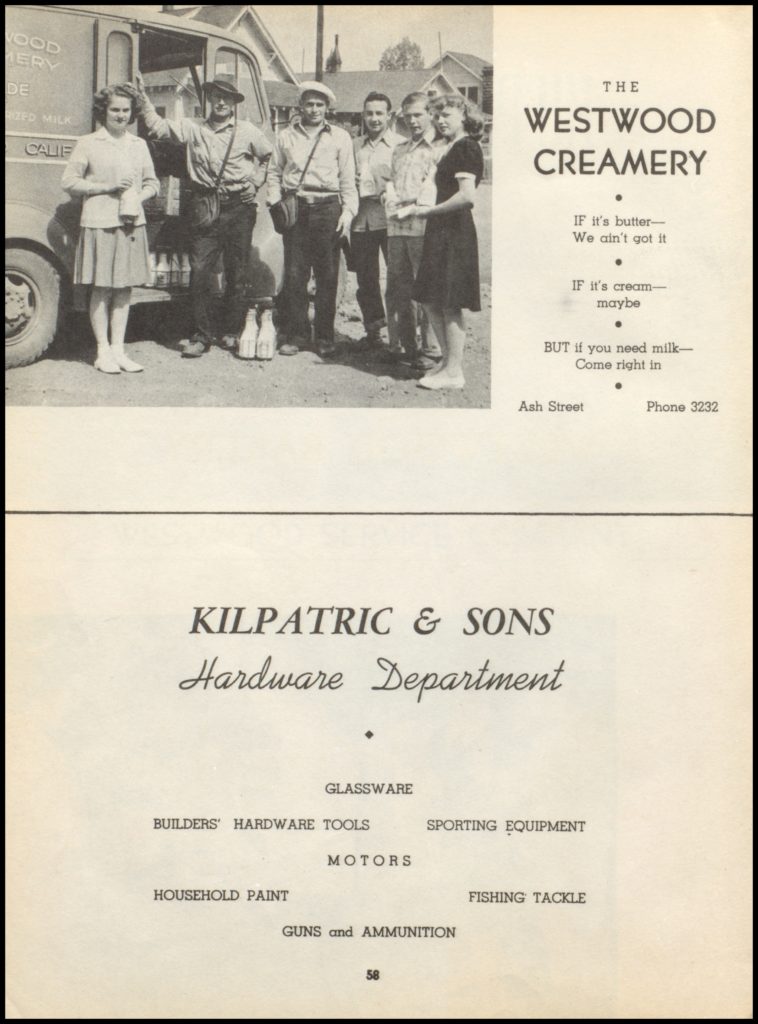 WOOD
MERY
DE
RIZED MILK
CALIF
THE
WESTWOOD
CREAMERY
IF it's butter—
We ain't got it
IF it's cream—
maybe
BUT if you need milk—
Come right in
Ash Street Phone 3232
KILPATRIC & SONS
Hardware Department
GLASSWARE
BUILDERS' HARDWARE TOOLS SPORTING EQUIPMENT
MOTORS
HOUSEHOLD PAINT FISHING TACKLE
GUNS and AMMUNITION
58